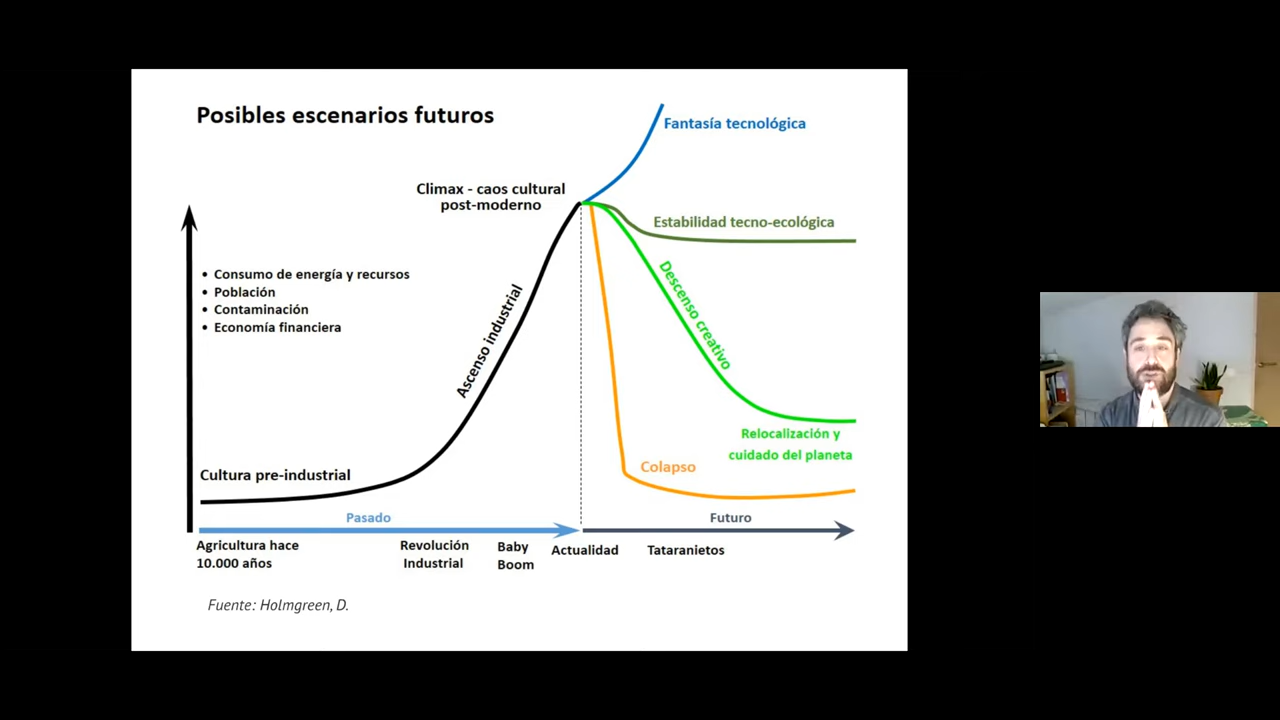 Posibles escenarios futuros
Fantasía tecnológica
Climax - caos cultural
post-moderno
Estabilidad tecno-ecológica
• Consumo de energía y recursos
• Población
• Contaminación
• Economía financiera
Ascenso industrial
Descenso creativo
Relocalización y
cuidado del planeta
Colapso
Cultura pre-industrial
Pasado
Futuro
Agricultura hace
10.000 años
Revolución
Industrial
Baby
Boom
Actualidad
Tataranietos
Fuente: Holmgreen, D.